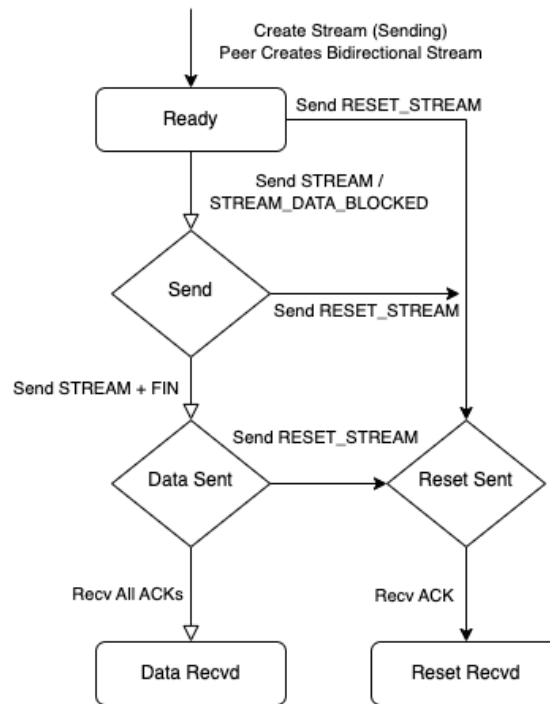 Create Stream (Sending)
Peer Creates Bidirectional Stream
Ready
Send RESET_STREAM
Send STREAM /
STREAM_DATA_BLOCKED
Send
Send RESET_STREAM
Send STREAM + FIN
Send RESET_STREAM
Data Sent
Reset Sent
Recv All ACKs
Recv ACK
Data Recvd
Reset Recvd